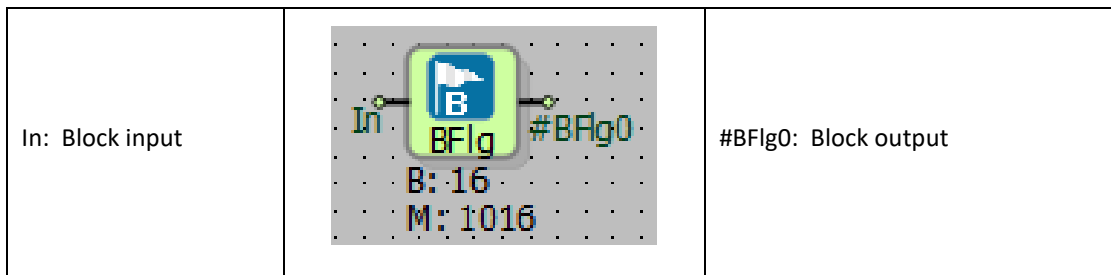 In: Block input
B
In
BFlg
#BFlg0
B: 16
M: 1016
#BFlg0: Block output